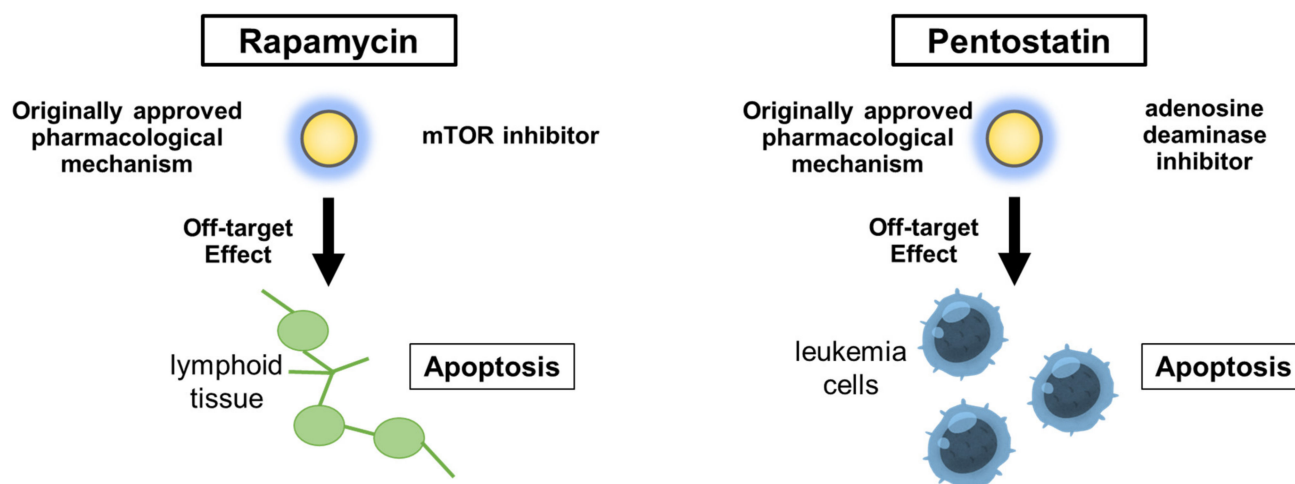 Rapamycin
Originally approved
pharmacological
mechanism
mTOR inhibitor
Off-target
Effect
lymphoid
tissue
Apoptosis
Pentostatin
Originally approved
pharmacological
mechanism
adenosine
deaminase
inhibitor
Off-target
Effect
leukemia
cells
Apoptosis